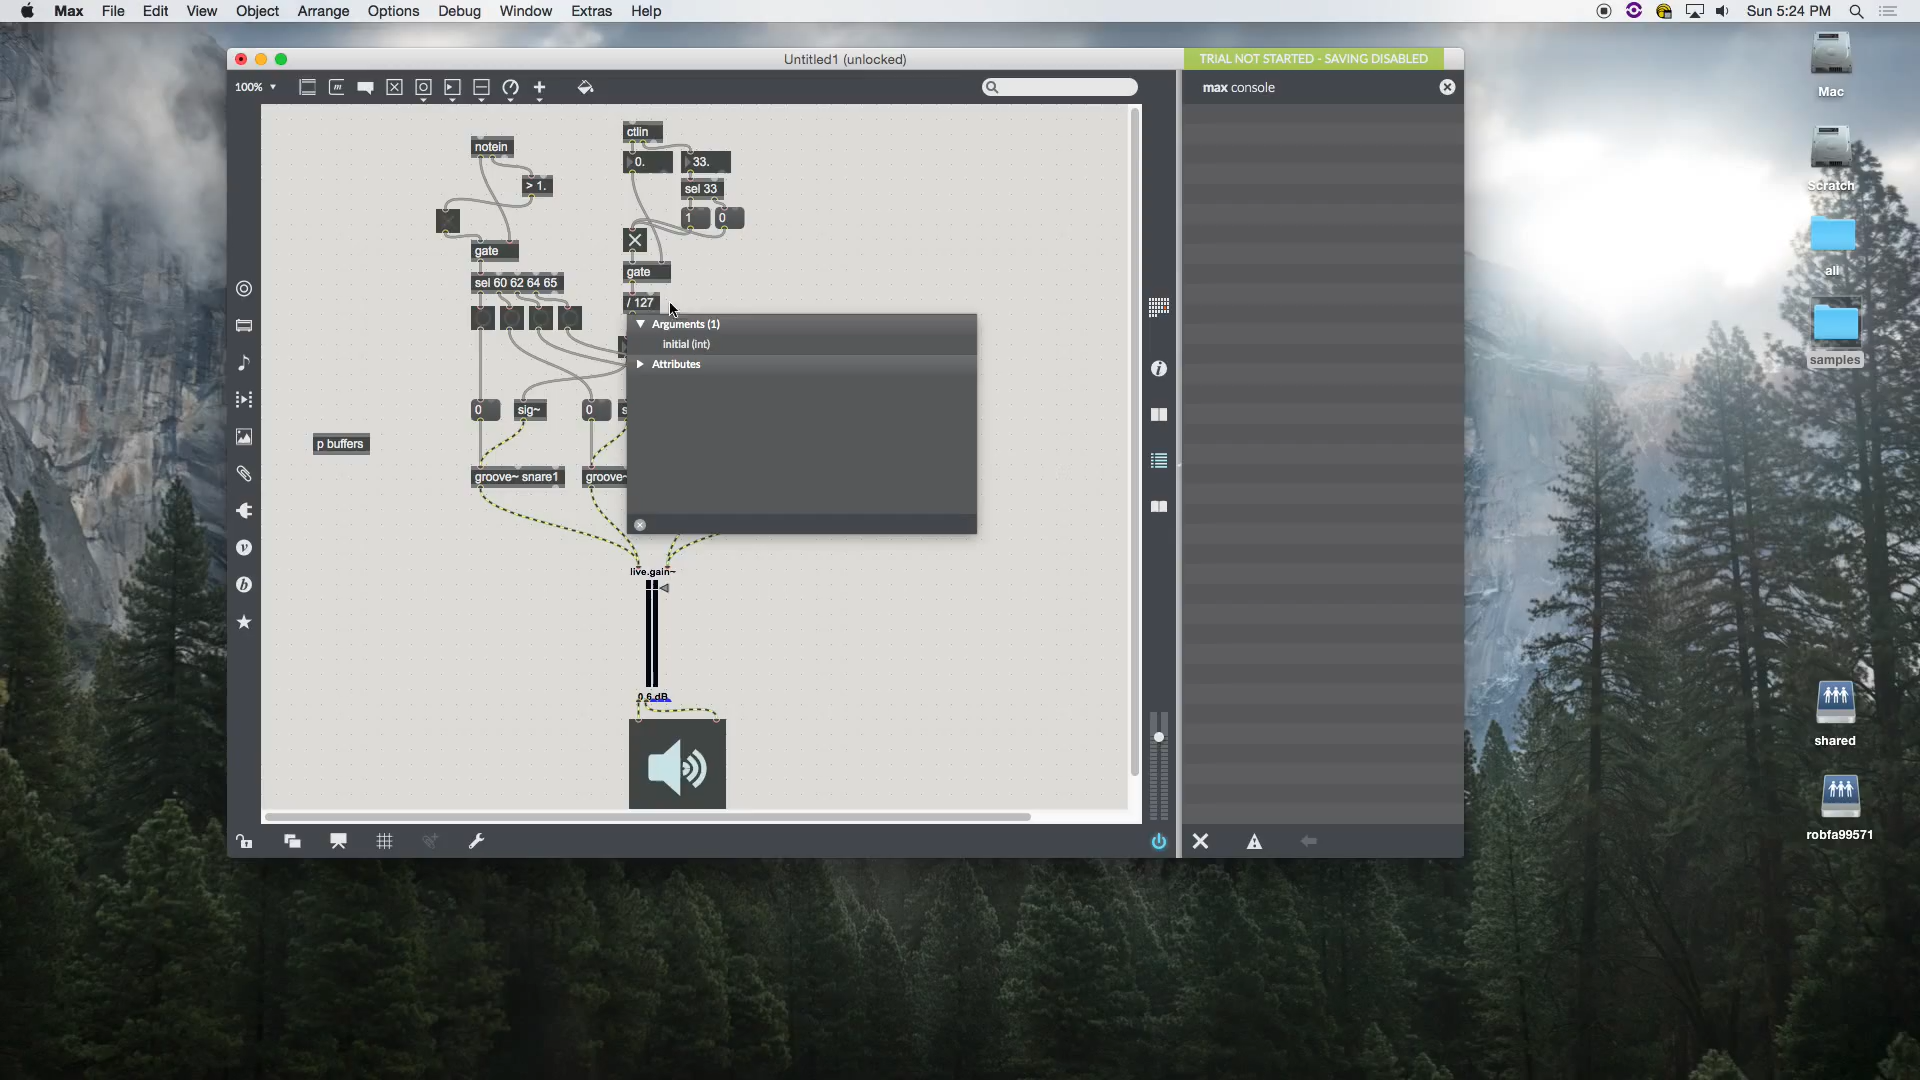 Max File Edit View Object Arrange Options Debug Window Extras Help
Sun 5:24 PM
Untitled1 (unlocked)
TRIAL NOT STARTED - SAVING DISABLED
100%
max console
Mac
Scratch
all
samples
shared
robfa99571
ctlin
notein
0.
33.
> 1.
sel 33
1
0
gate
gate
sel 60 62 64 65
/ 127
Arguments (1)
initial (int)
Attributes
0
sig~
0
s
p buffers
groove~ snare1
groove~
live.gain~
0.6 dB